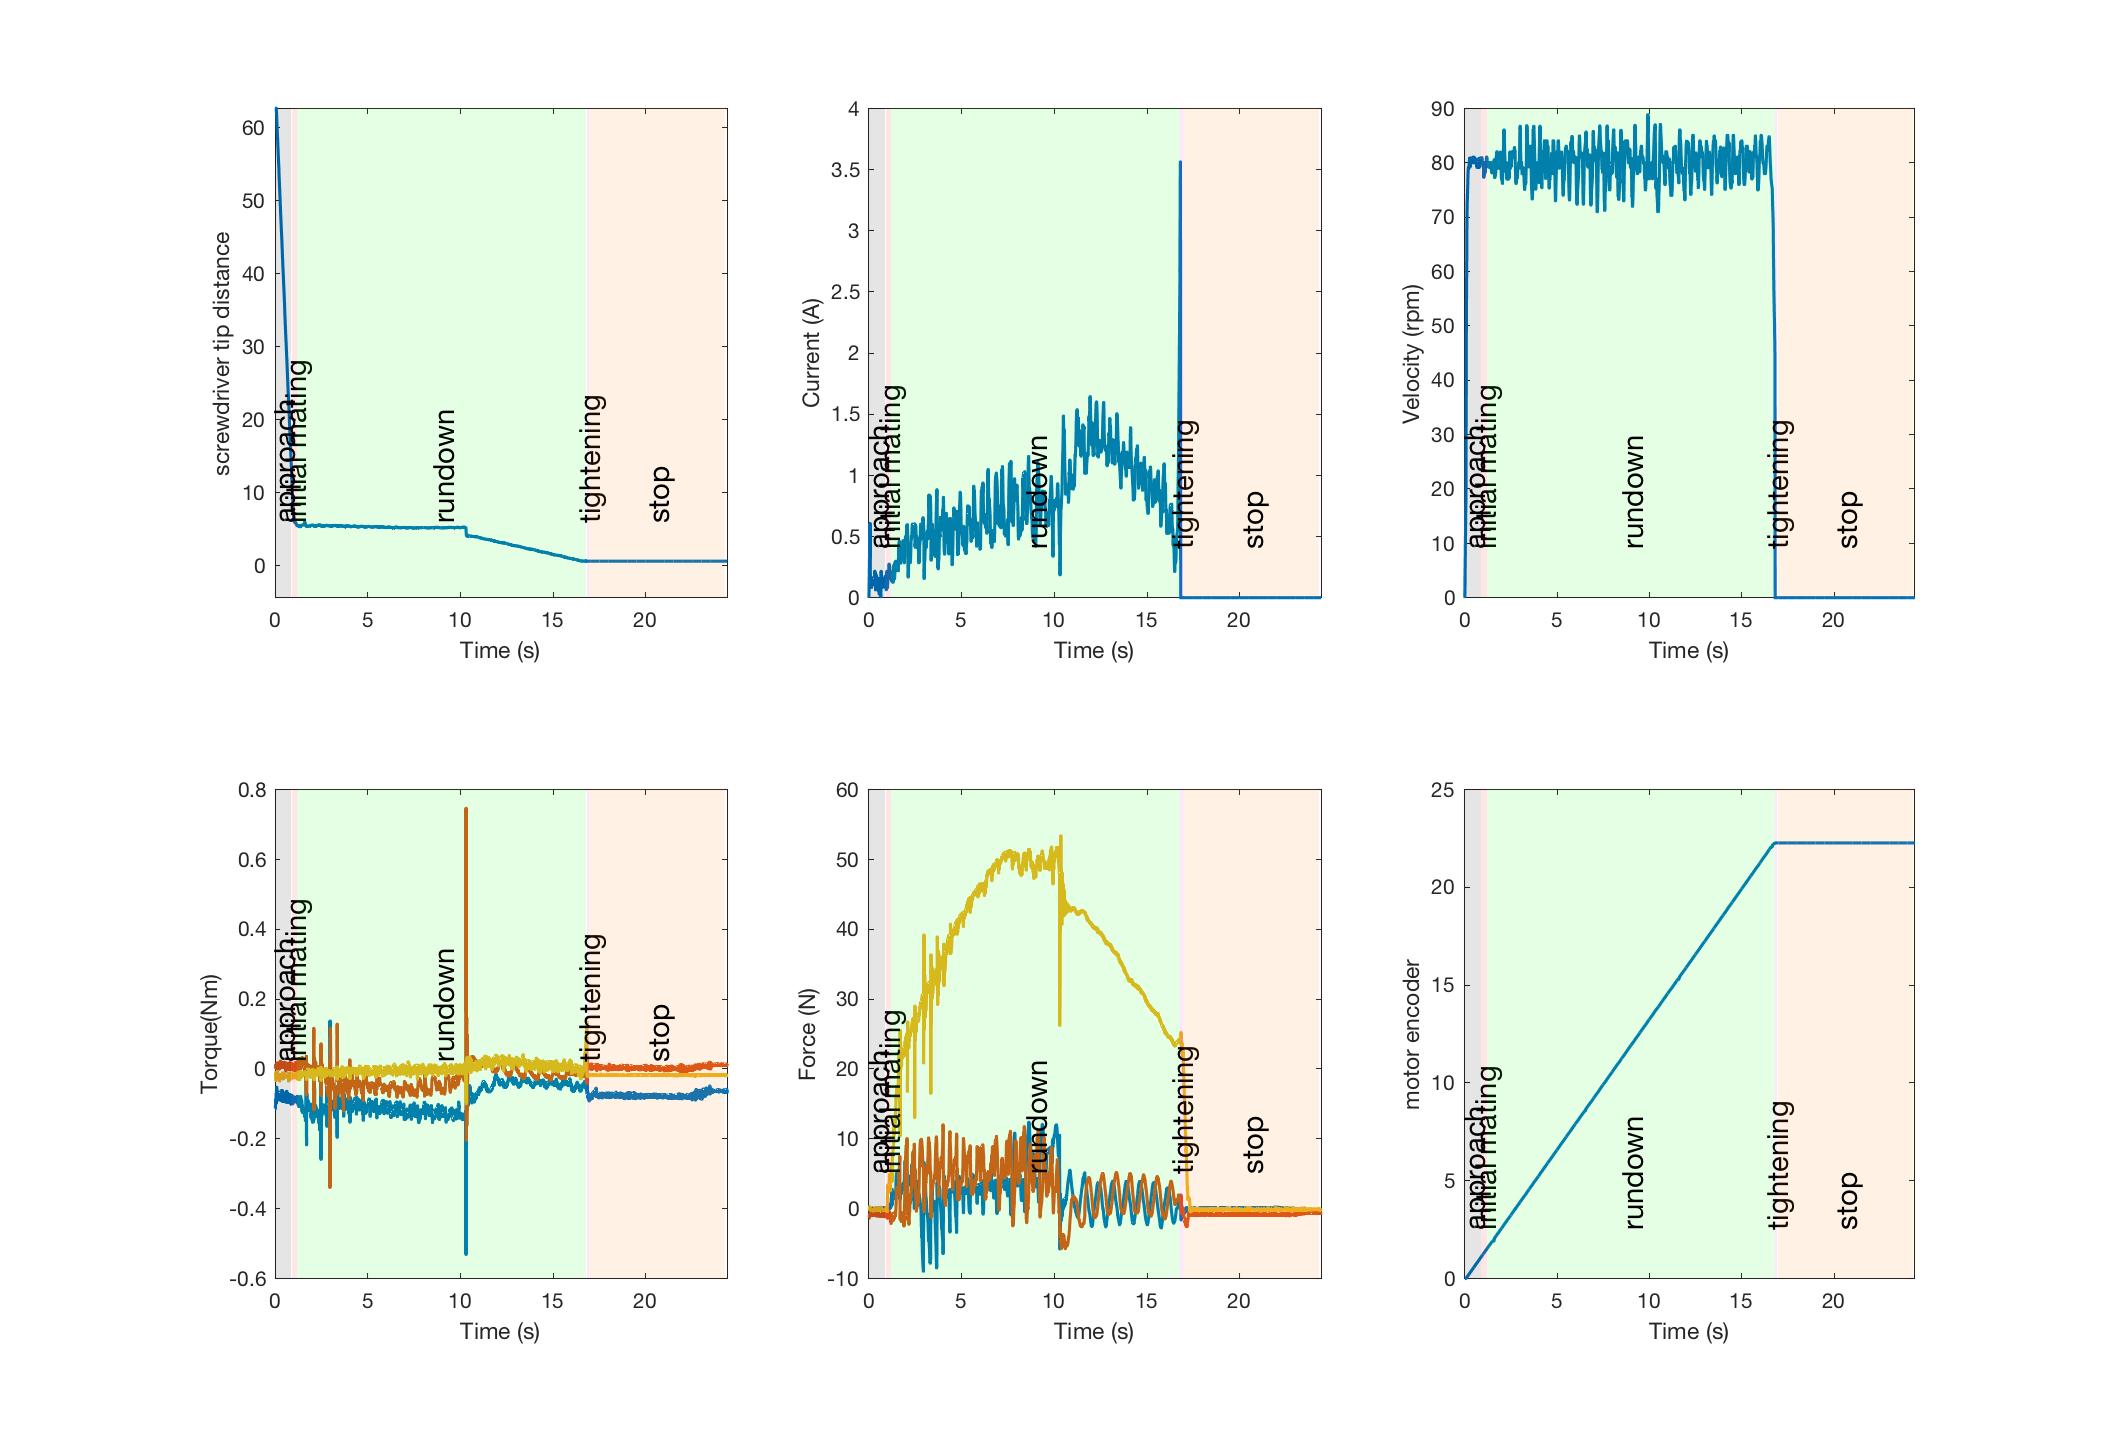 screwdriver tip distance
60
50
40
30
20
10
0
approach
initial mating
rundown
tightening
stop
0 5 10 15 20
Time (s)
Current (A)
4
3.5
3
2.5
2
1.5
1
0.5
0
approach
initial mating
rundown
tightening
stop
0 5 10 15 20
Time (s)
Velocity (rpm)
90
80
70
60
50
40
30
20
10
0
approach
initial mating
rundown
tightening
stop
0 5 10 15 20
Time (s)
Torque(Nm)
0.8
0.6
0.4
0.2
0
-0.2
-0.4
-0.6
approach
initial mating
rundown
tightening
stop
0 5 10 15 20
Time (s)
Force (N)
60
50
40
30
20
10
0
-10
approach
initial mating
rundown
tightening
stop
0 5 10 15 20
Time (s)
motor encoder
25
20
15
10
5
0
approach
initial mating
rundown
tightening
stop
0 5 10 15 20
Time (s)